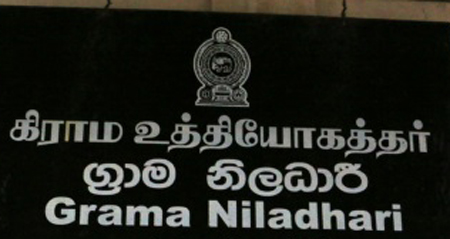 கிராம உத்தியோகத்தர்
ග්‍රාම නිලධාරී
Grama Niladhari